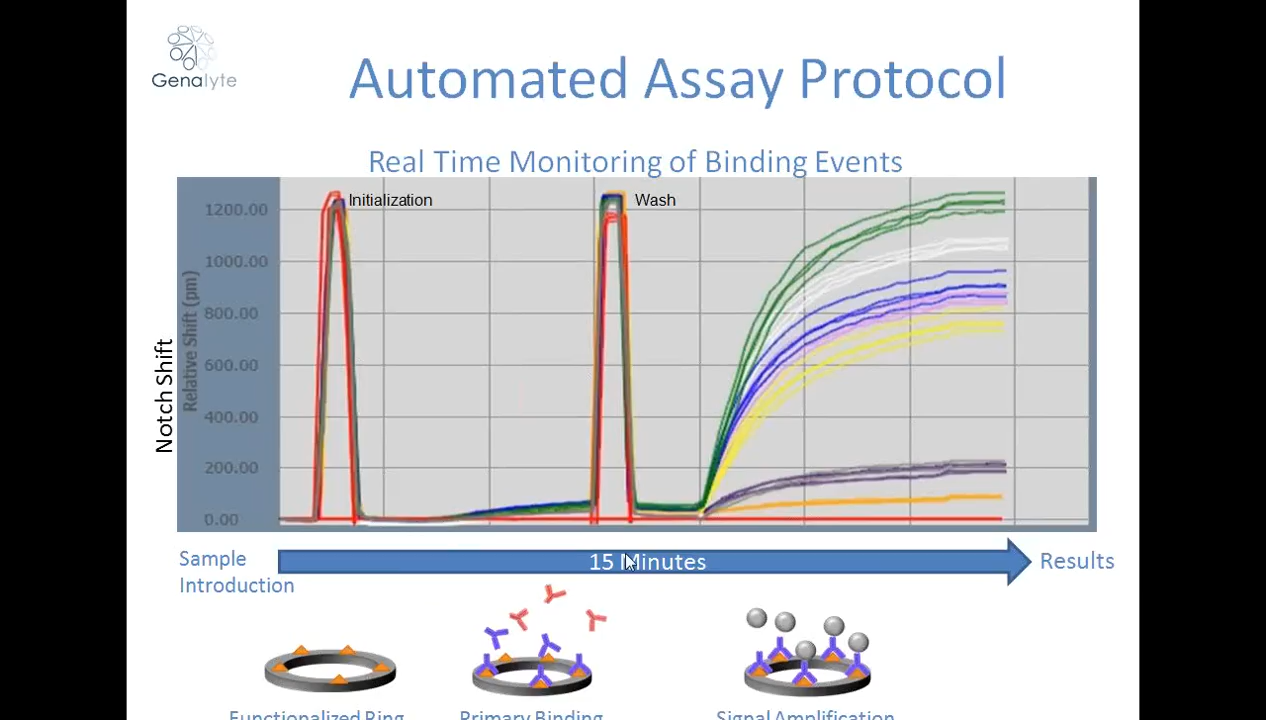 Genalyte
Automated Assay Protocol
Real Time Monitoring of Binding Events
Initialization
Wash
1200.00
1000.00
800.00
600.00
400.00
200.00
0.00
Relative Shift (pm)
Notch Shift
Sample
Introduction
15 Minutes
Results
Functionalized Ring
Primary Binding
Signal Amplification